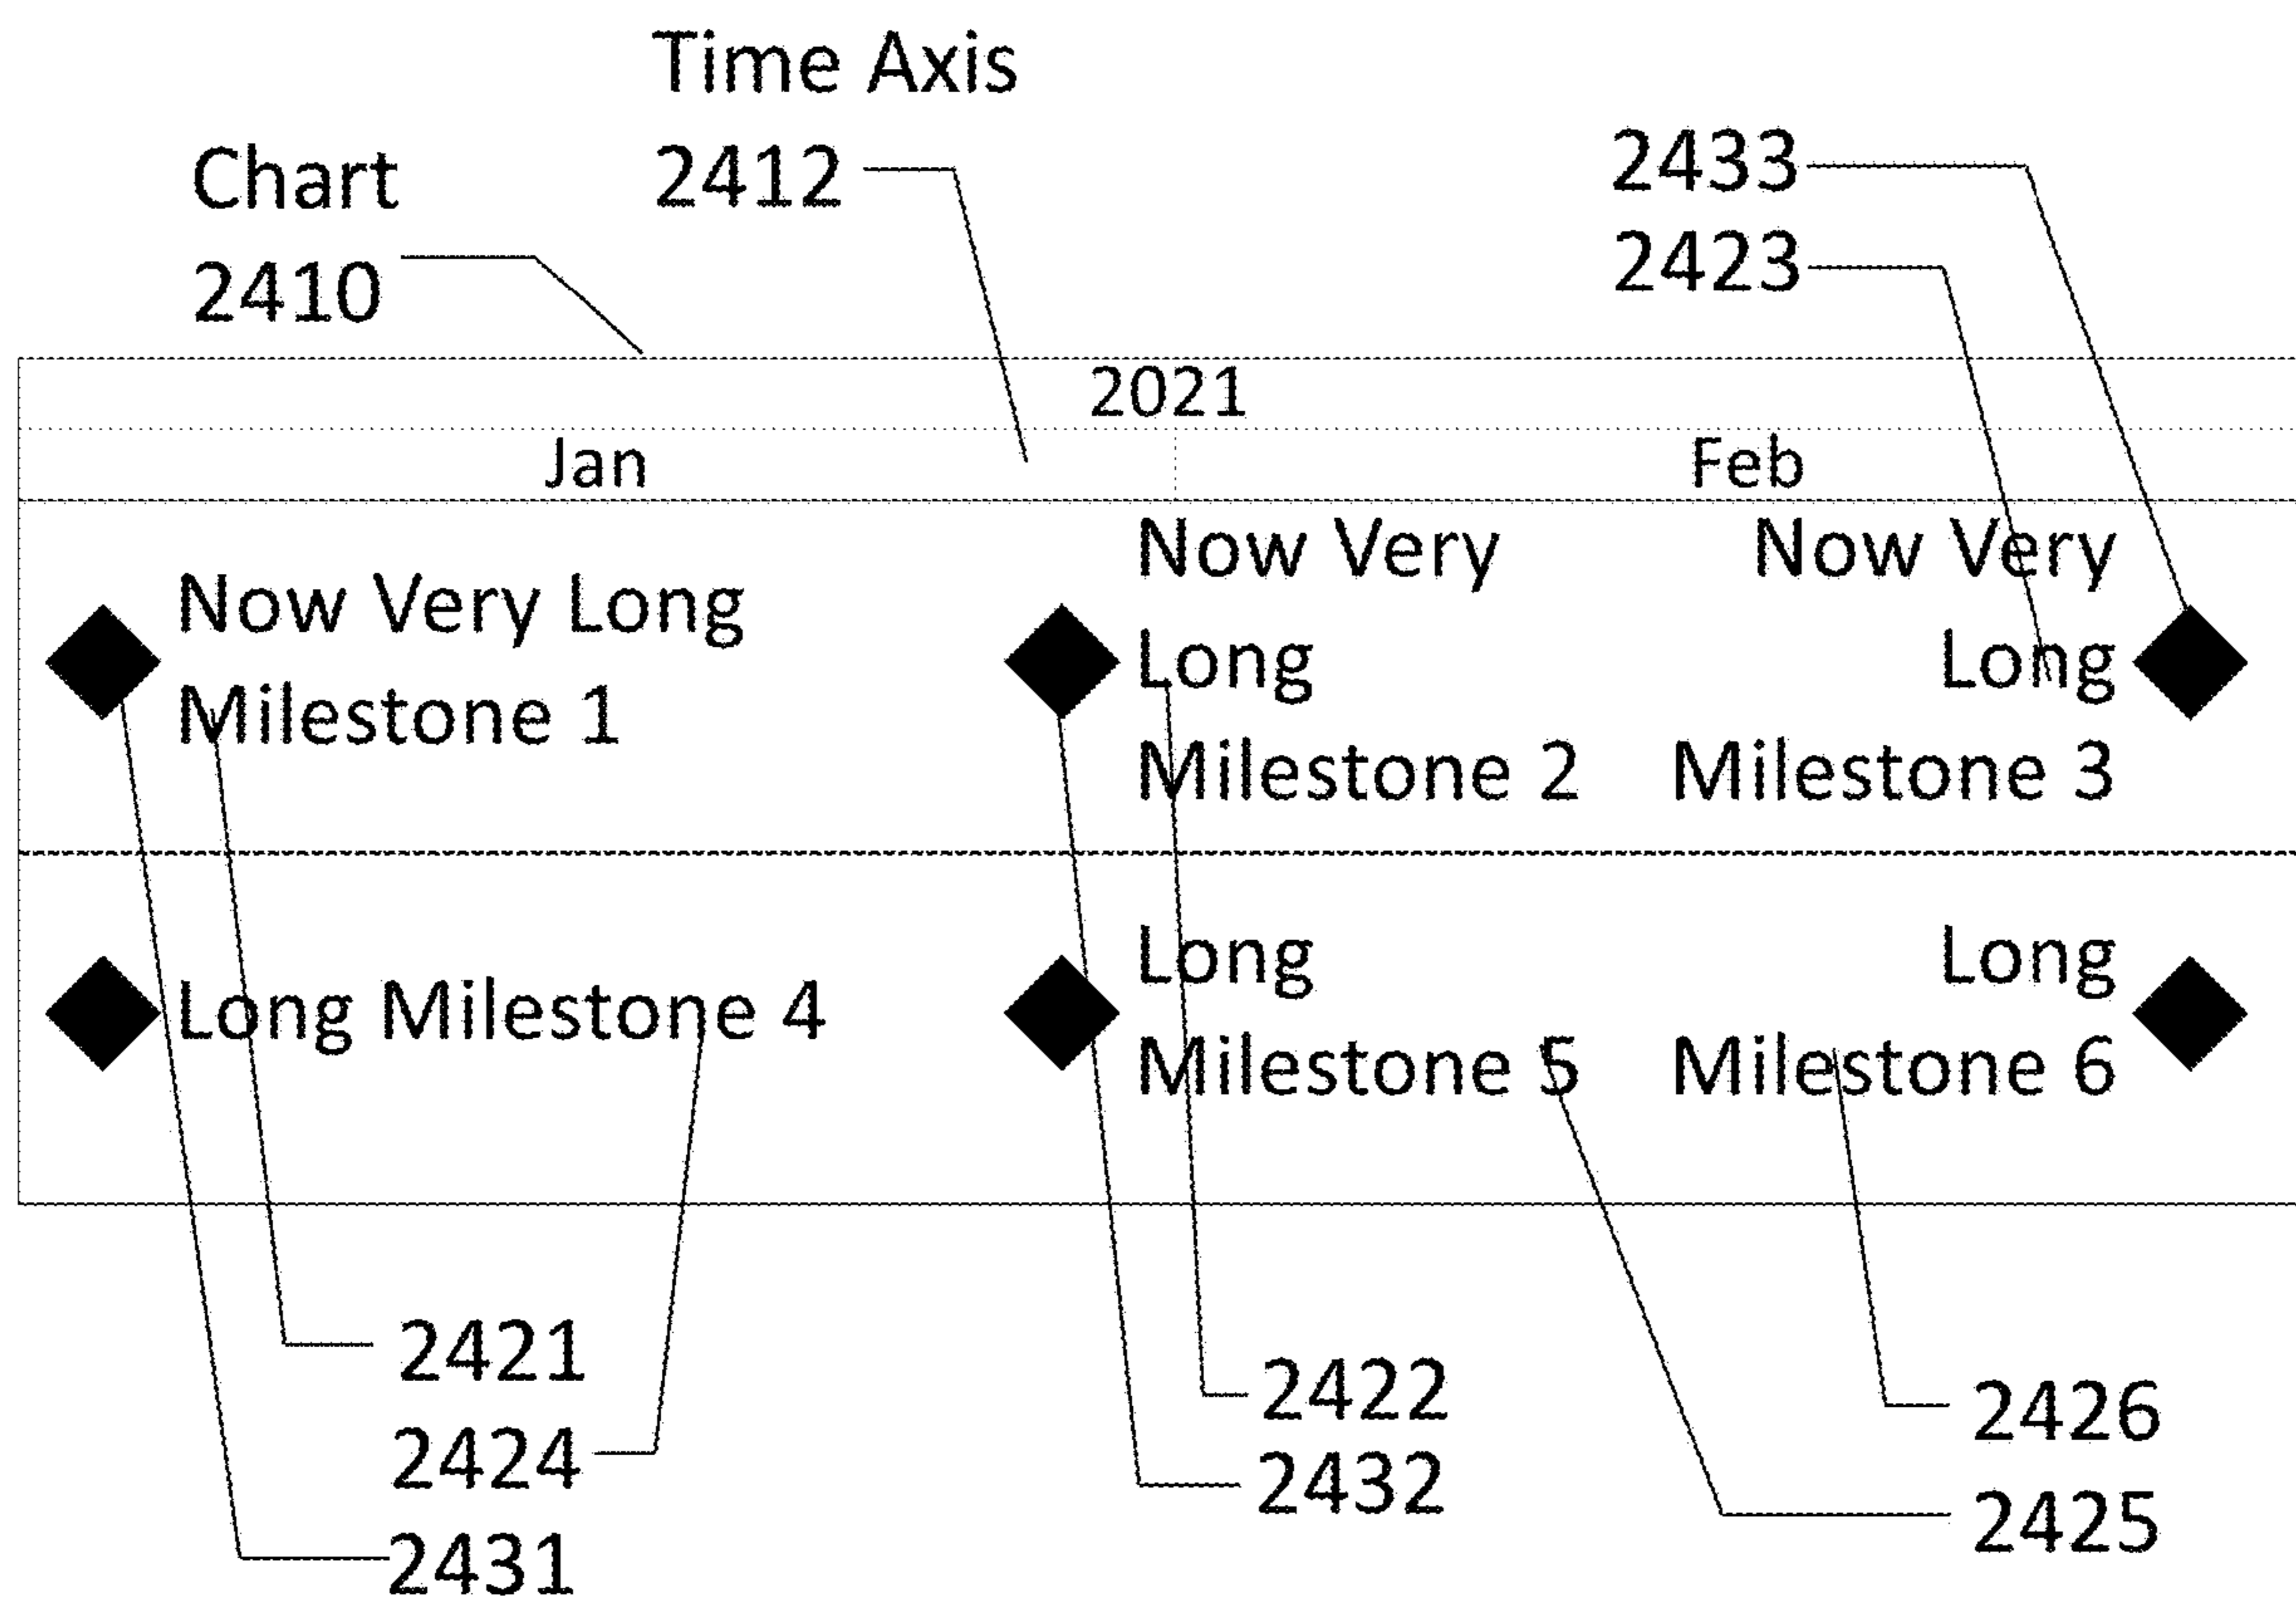 Time Axis
2412
Chart
2410
2433
2423
2021
Jan
Feb
Now Very Long
Milestone 1
Now Very
Long
Milestone 2
Now Very
Long
Milestone 3
Long Milestone 4
Long
Milestone 5
Long
Milestone 6
2421
2424
2431
2422
2432
2426
2425